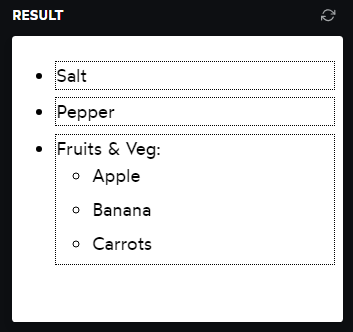 RESULT
Salt
Pepper
Fruits & Veg:
Apple
Banana
Carrots